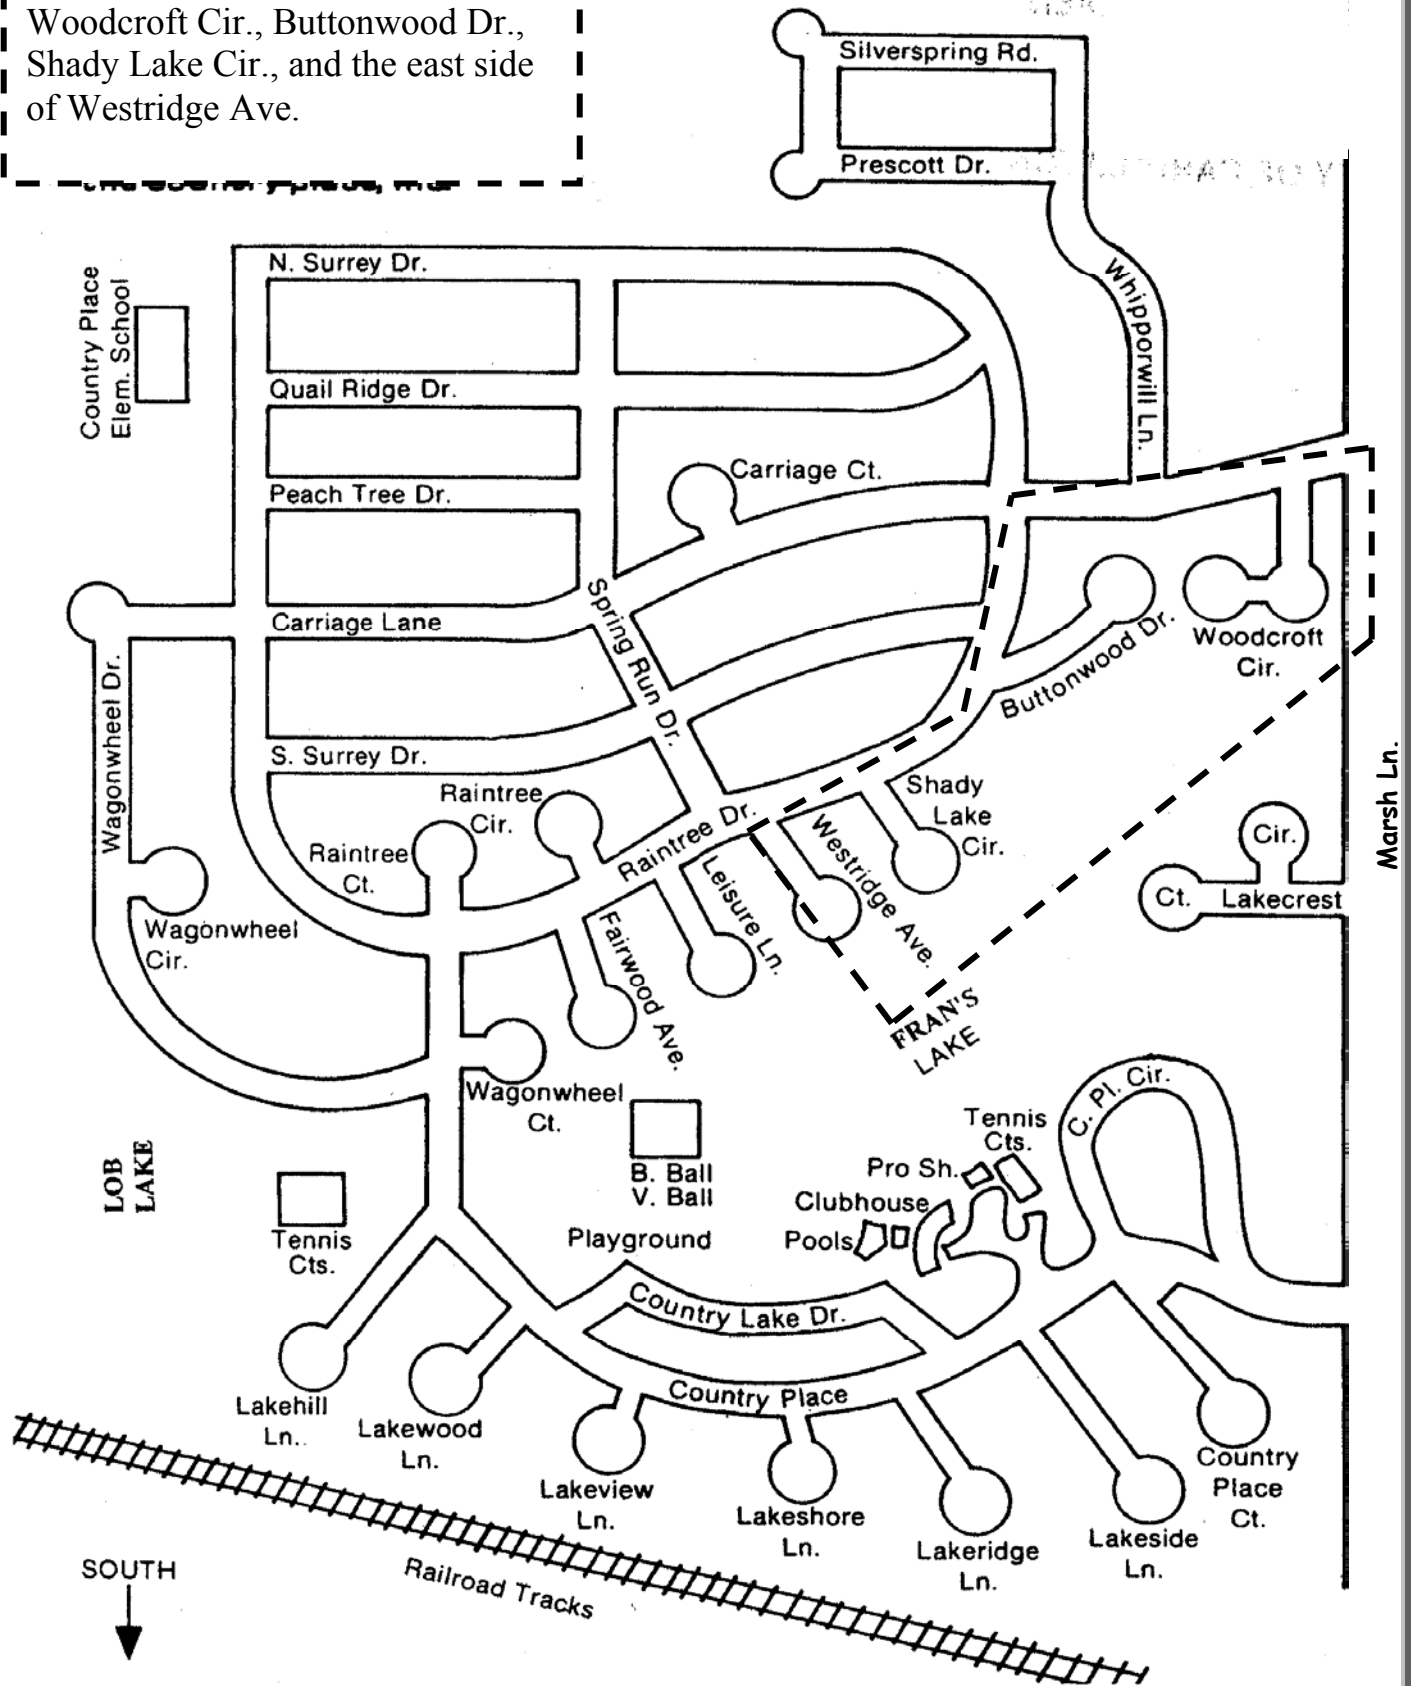 Woodcroft Cir., Buttonwood Dr.,
Shady Lake Cir., and the east side
of Westridge Ave.
Silverspring Rd.
Prescott Dr.
Whipporwill Ln.
N. Surrey Dr.
Country Place
Elem. School
Quail Ridge Dr.
Carriage Ct.
Peach Tree Dr.
Spring Run Dr.
Carriage Lane
Buttonwood Dr.
Woodcroft
Cir.
Wagonwheel Dr.
S. Surrey Dr.
Raintree
Cir.
Raintree Dr.
Shady
Lake
Cir.
Marsh Ln.
Raintree
Ct.
Westridge Ave.
Leisure Ln.
Fairwood Ave.
Cir.
Ct.
Lakecrest
Wagonwheel
Cir.
FRAN'S
LAKE
Wagonwheel
Ct.
C. Pl. Cir.
Tennis
Cts.
LOB
LAKE
B. Ball
V. Ball
Pro Sh.
Clubhouse
Pools
Playground
Tennis
Cts.
Country Lake Dr.
Country Place
Lakehill
Ln.
Lakewood
Ln.
Lakeview
Ln.
Lakeshore
Ln.
Lakeridge
Ln.
Lakeside
Ln.
Country
Place
Ct.
SOUTH
Railroad Tracks